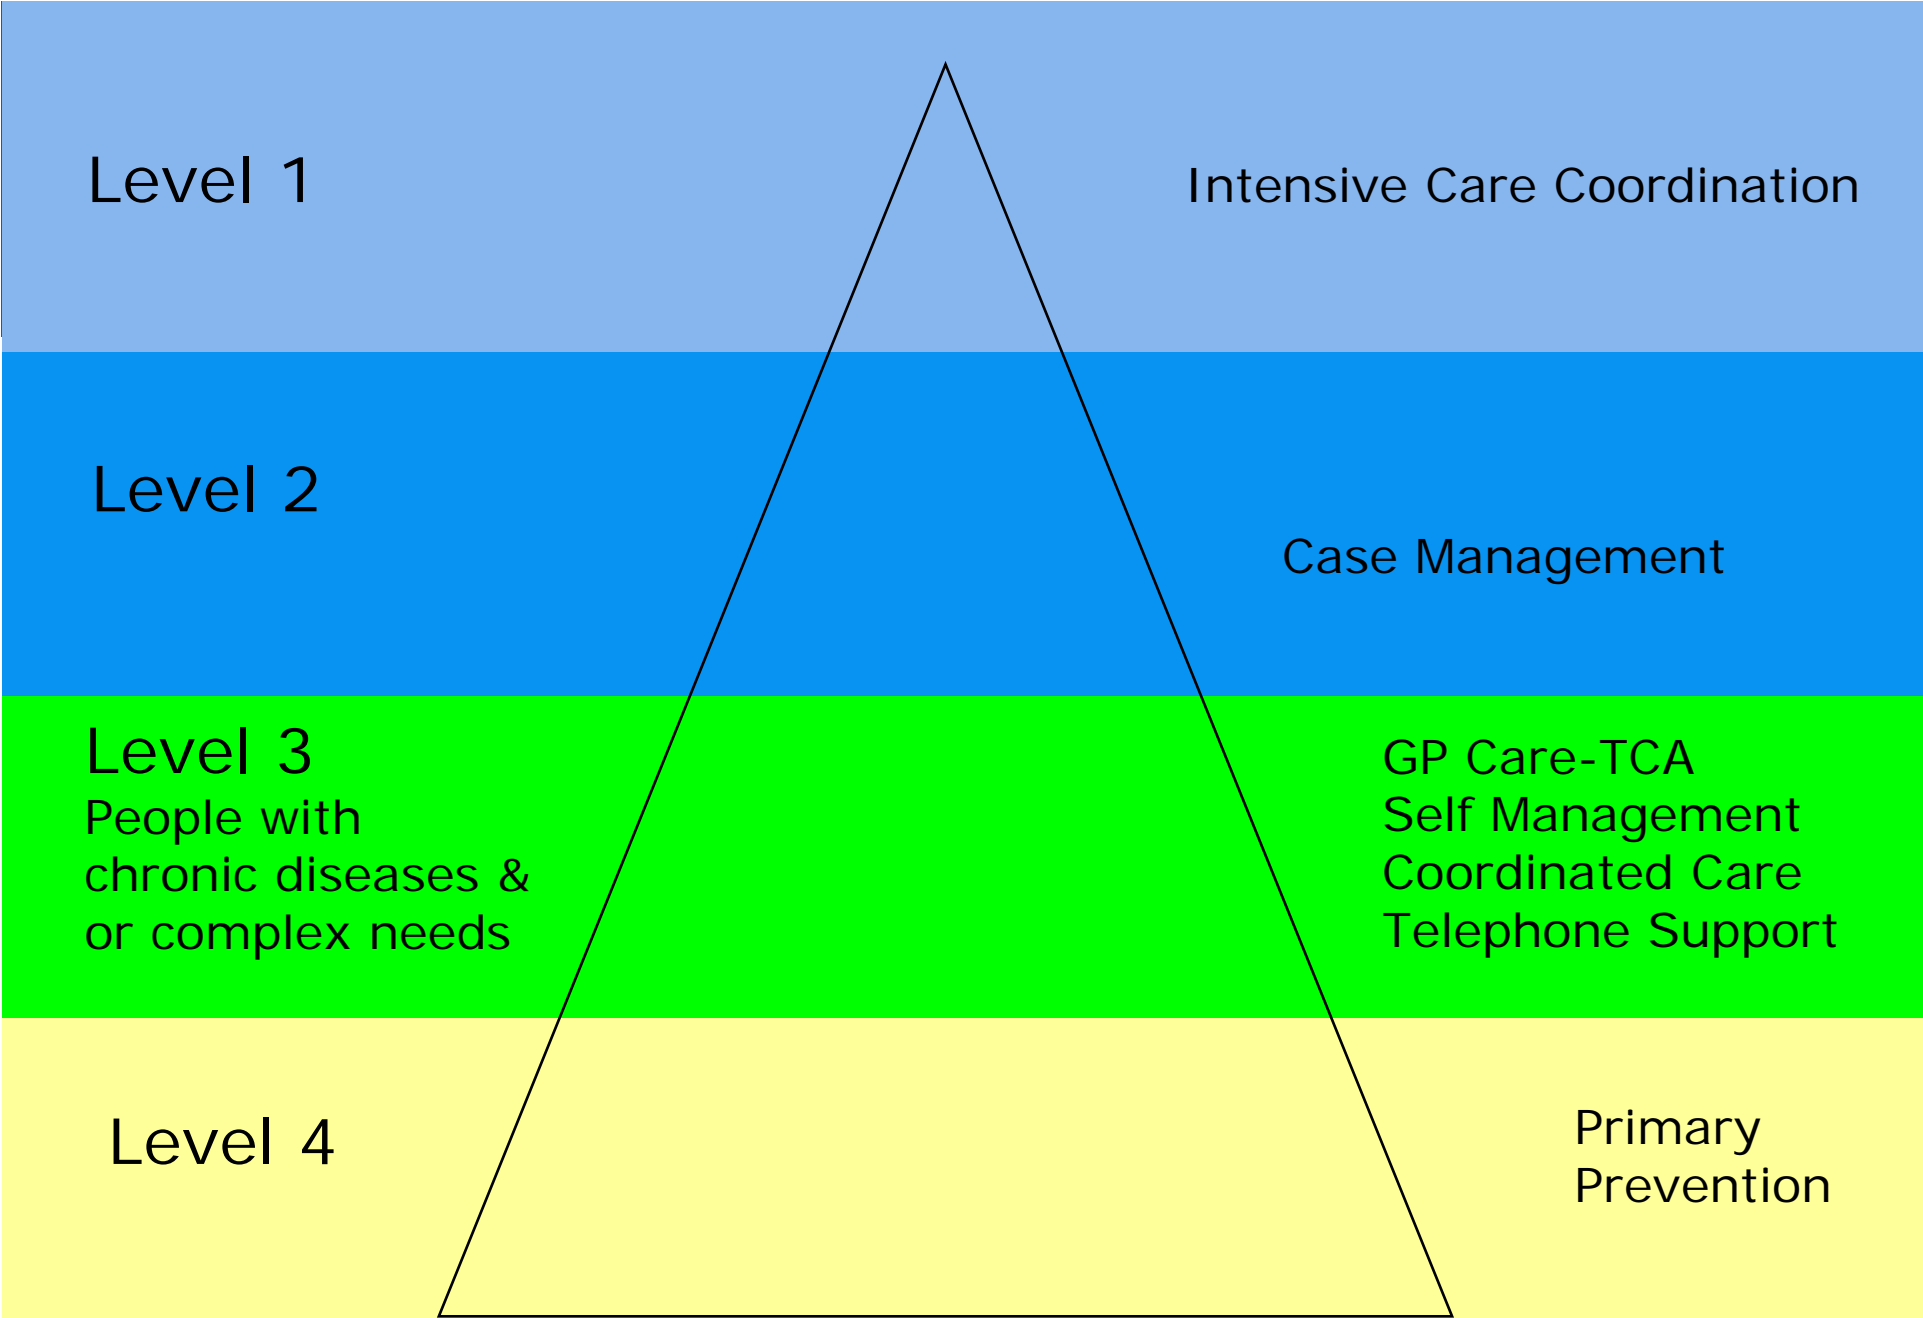 Level 1
Intensive Care Coordination
Level 2
Case Management
Level 3
People with
chronic diseases &
or complex needs
GP Care-TCA
Self Management
Coordinated Care
Telephone Support
Level 4
Primary
Prevention